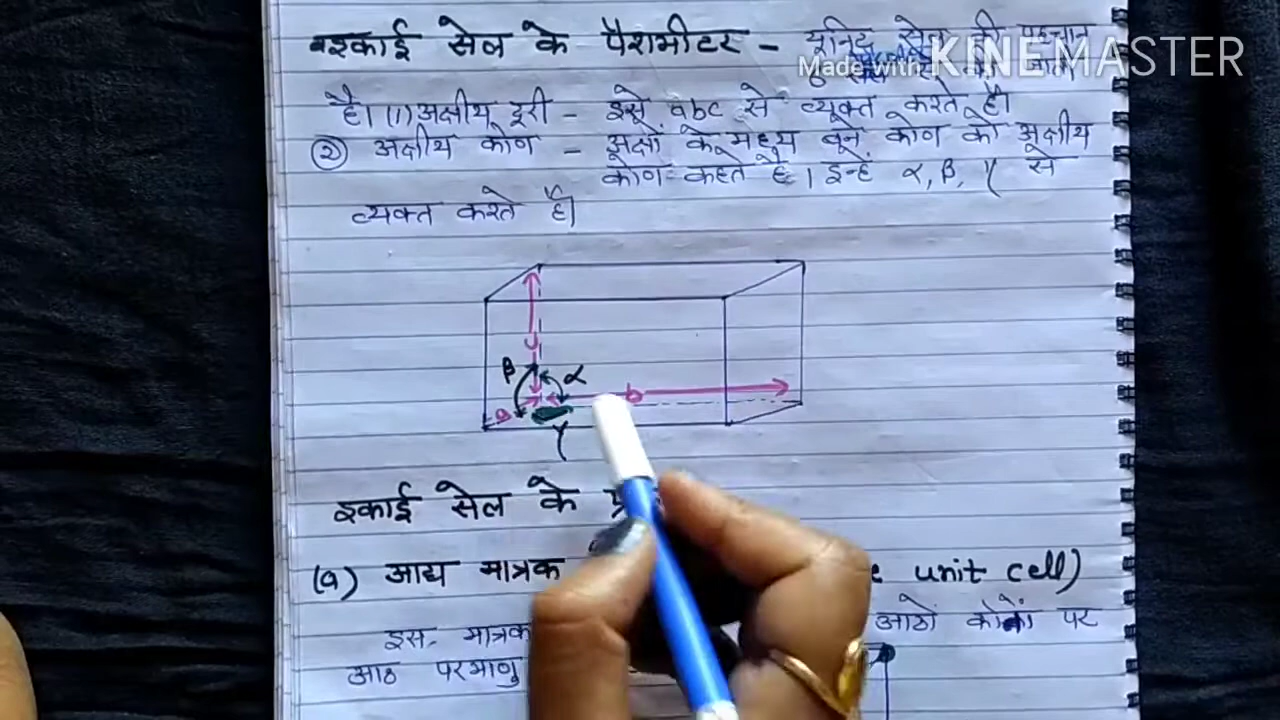 इकाई सेल के पैरामीटर - यूनिट सेल की पहचान
Made with KINEMASTER
है। (1) अक्षीय दूरी - इसे abc से व्यक्त करते है।
② अक्षीय कोण - अक्षों के मध्य बने कोण को अक्षीय
कोण कहते है। इन्हें α, β, γ से
व्यक्त करते है।
β α
a b
γ
इकाई सेल के
(a) आद्य मात्रक unit cell)
इस मात्रक आठों कोनों पर
आठ परमाणु